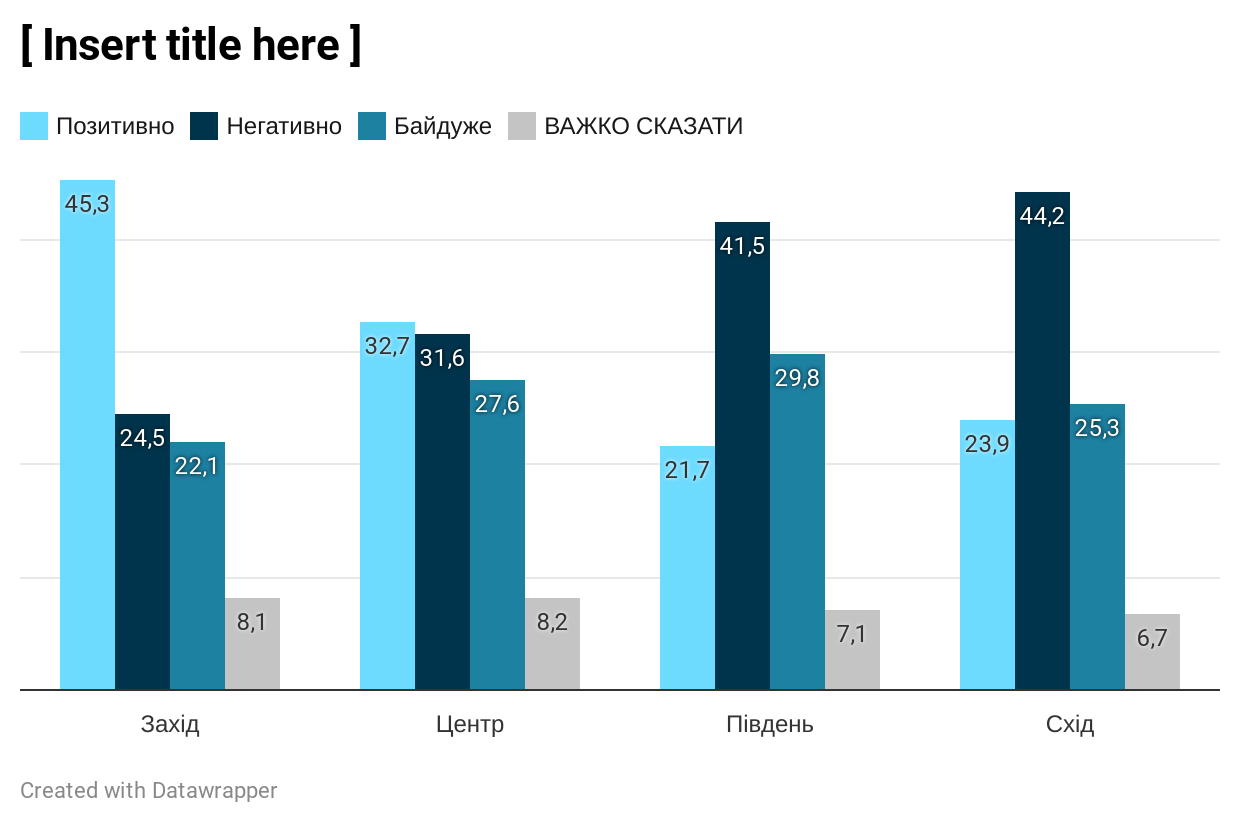 [ Insert title here ]
Позитивно Негативно Байдуже ВАЖКО СКАЗАТИ
45,3 24,5 22,1 8,1
32,7 31,6 27,6 8,2
21,7 41,5 29,8 7,1
23,9 44,2 25,3 6,7
Захід Центр Південь Схід
Created with Datawrapper